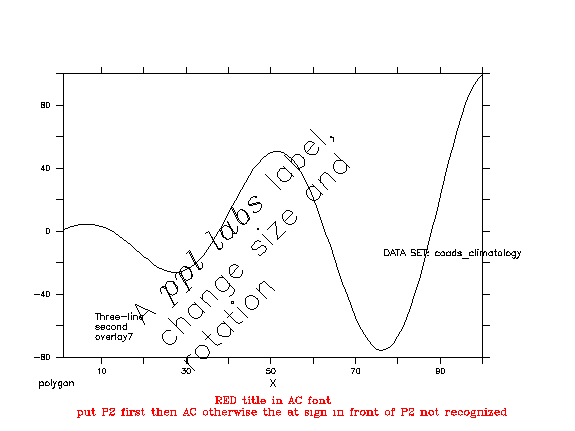 80
40
0
-40
-80
A ppl labs label,
change size and
rotation
DATA SET: coads_climatology
Three-line
second
overlay7
10 30 50 70 90
polygon
X
RED title in AC font
put P2 first then AC otherwise the at sign in front of P2 not recognized